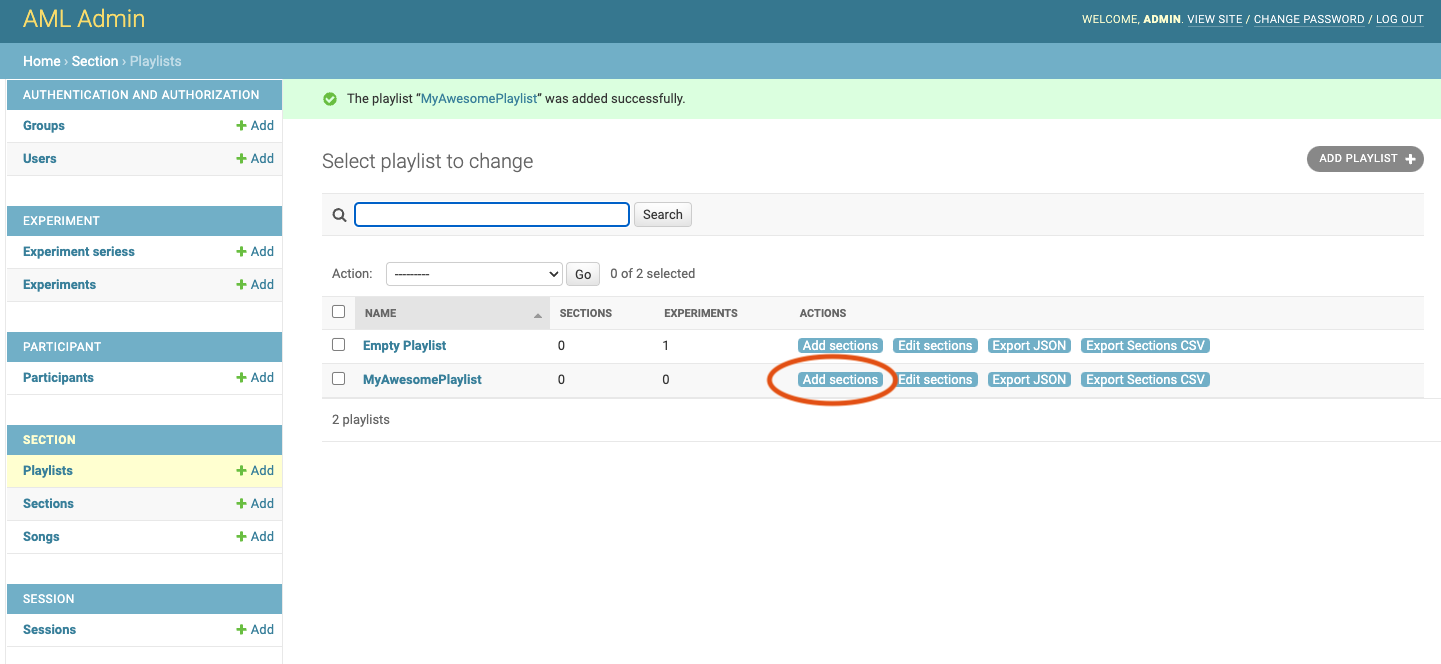 AML Admin
WELCOME, ADMIN. VIEW SITE / CHANGE PASSWORD / LOG OUT
Home › Section › Playlists
AUTHENTICATION AND AUTHORIZATION
Groups Add
Users Add
EXPERIMENT
Experiment seriess Add
Experiments Add
PARTICIPANT
Participants Add
SECTION
Playlists Add
Sections Add
Songs Add
SESSION
Sessions Add
The playlist “MyAwesomePlaylist” was added successfully.
Select playlist to change
ADD PLAYLIST
Search
Action: --------- Go 0 of 2 selected
NAME SECTIONS EXPERIMENTS ACTIONS
Empty Playlist 0 1 Add sections Edit sections Export JSON Export Sections CSV
MyAwesomePlaylist 0 0 Add sections Edit sections Export JSON Export Sections CSV
2 playlists